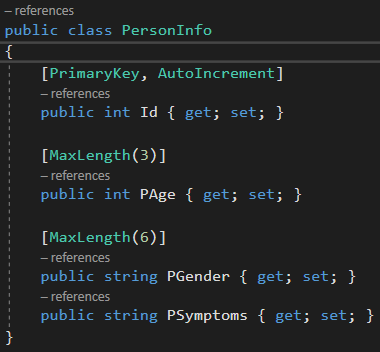 – references
public class PersonInfo
{
[PrimaryKey, AutoIncrement]
– references
public int Id { get; set; }
[MaxLength(3)]
– references
public int PAge { get; set; }
[MaxLength(6)]
– references
public string PGender { get; set; }
– references
public string PSymptoms { get; set; }
}